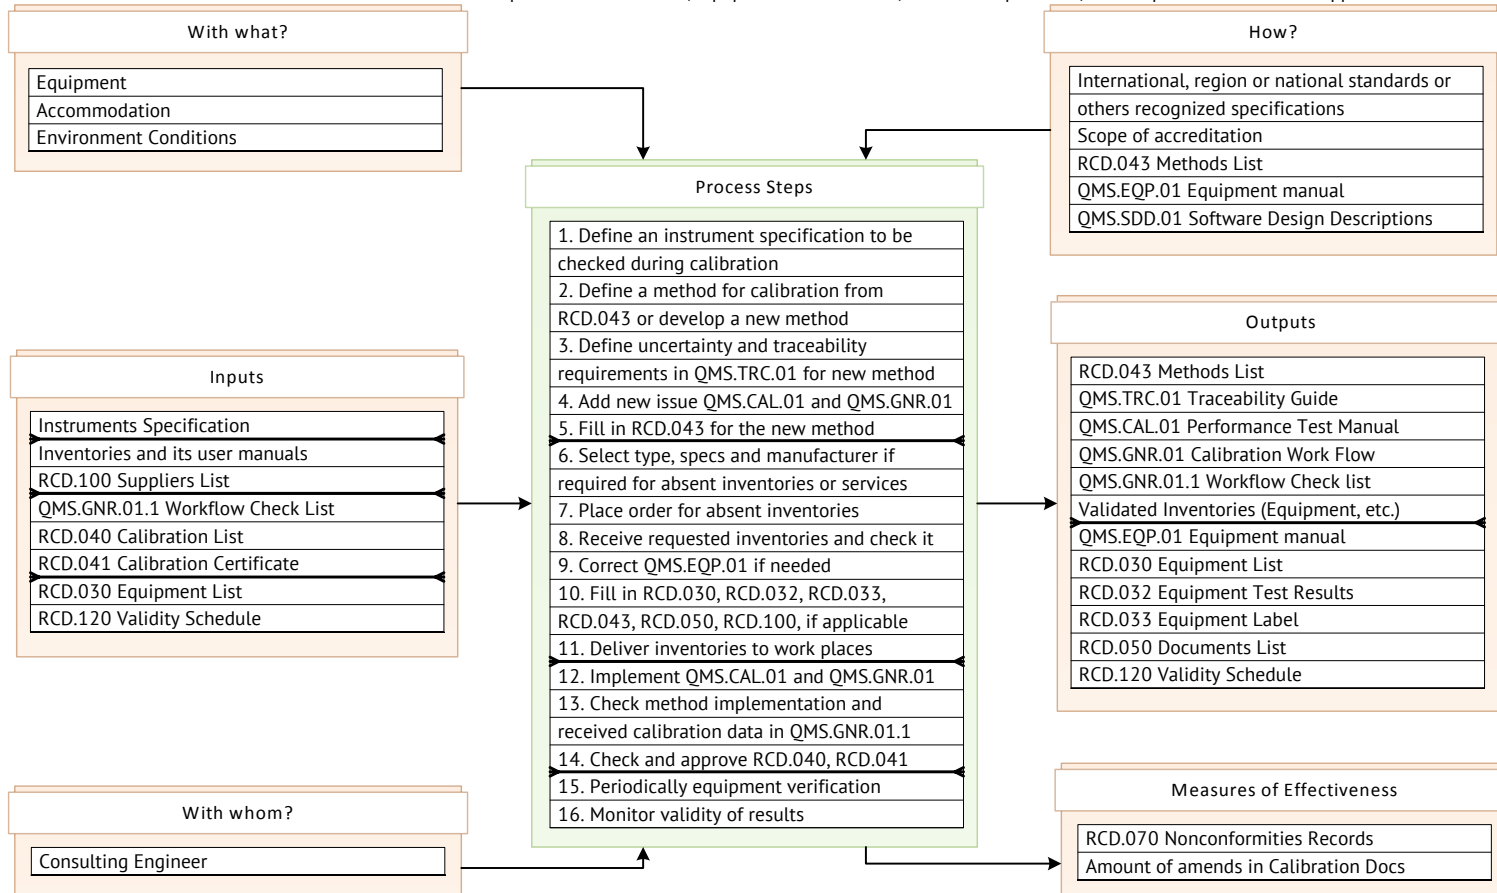 With what?
Equipment
Accommodation
Environment Conditions
How?
International, region or national standards or
others recognized specifications
Scope of accreditation
RCD.043 Methods List
QMS.EQP.01 Equipment manual
QMS.SDD.01 Software Design Descriptions
Process Steps
1. Define an instrument specification to be
checked during calibration
2. Define a method for calibration from
RCD.043 or develop a new method
3. Define uncertainty and traceability
requirements in QMS.TRC.01 for new method
4. Add new issue QMS.CAL.01 and QMS.GNR.01
5. Fill in RCD.043 for the new method
6. Select type, specs and manufacturer if
required for absent inventories or services
7. Place order for absent inventories
8. Receive requested inventories and check it
9. Correct QMS.EQP.01 if needed
10. Fill in RCD.030, RCD.032, RCD.033,
RCD.043, RCD.050, RCD.100, if applicable
11. Deliver inventories to work places
12. Implement QMS.CAL.01 and QMS.GNR.01
13. Check method implementation and
received calibration data in QMS.GNR.01.1
14. Check and approve RCD.040, RCD.041
15. Periodically equipment verification
16. Monitor validity of results
Inputs
Instruments Specification
Inventories and its user manuals
RCD.100 Suppliers List
QMS.GNR.01.1 Workflow Check List
RCD.040 Calibration List
RCD.041 Calibration Certificate
RCD.030 Equipment List
RCD.120 Validity Schedule
Outputs
RCD.043 Methods List
QMS.TRC.01 Traceability Guide
QMS.CAL.01 Performance Test Manual
QMS.GNR.01 Calibration Work Flow
QMS.GNR.01.1 Workflow Check list
Validated Inventories (Equipment, etc.)
QMS.EQP.01 Equipment manual
RCD.030 Equipment List
RCD.032 Equipment Test Results
RCD.033 Equipment Label
RCD.050 Documents List
RCD.120 Validity Schedule
With whom?
Consulting Engineer
Measures of Effectiveness
RCD.070 Nonconformities Records
Amount of amends in Calibration Docs